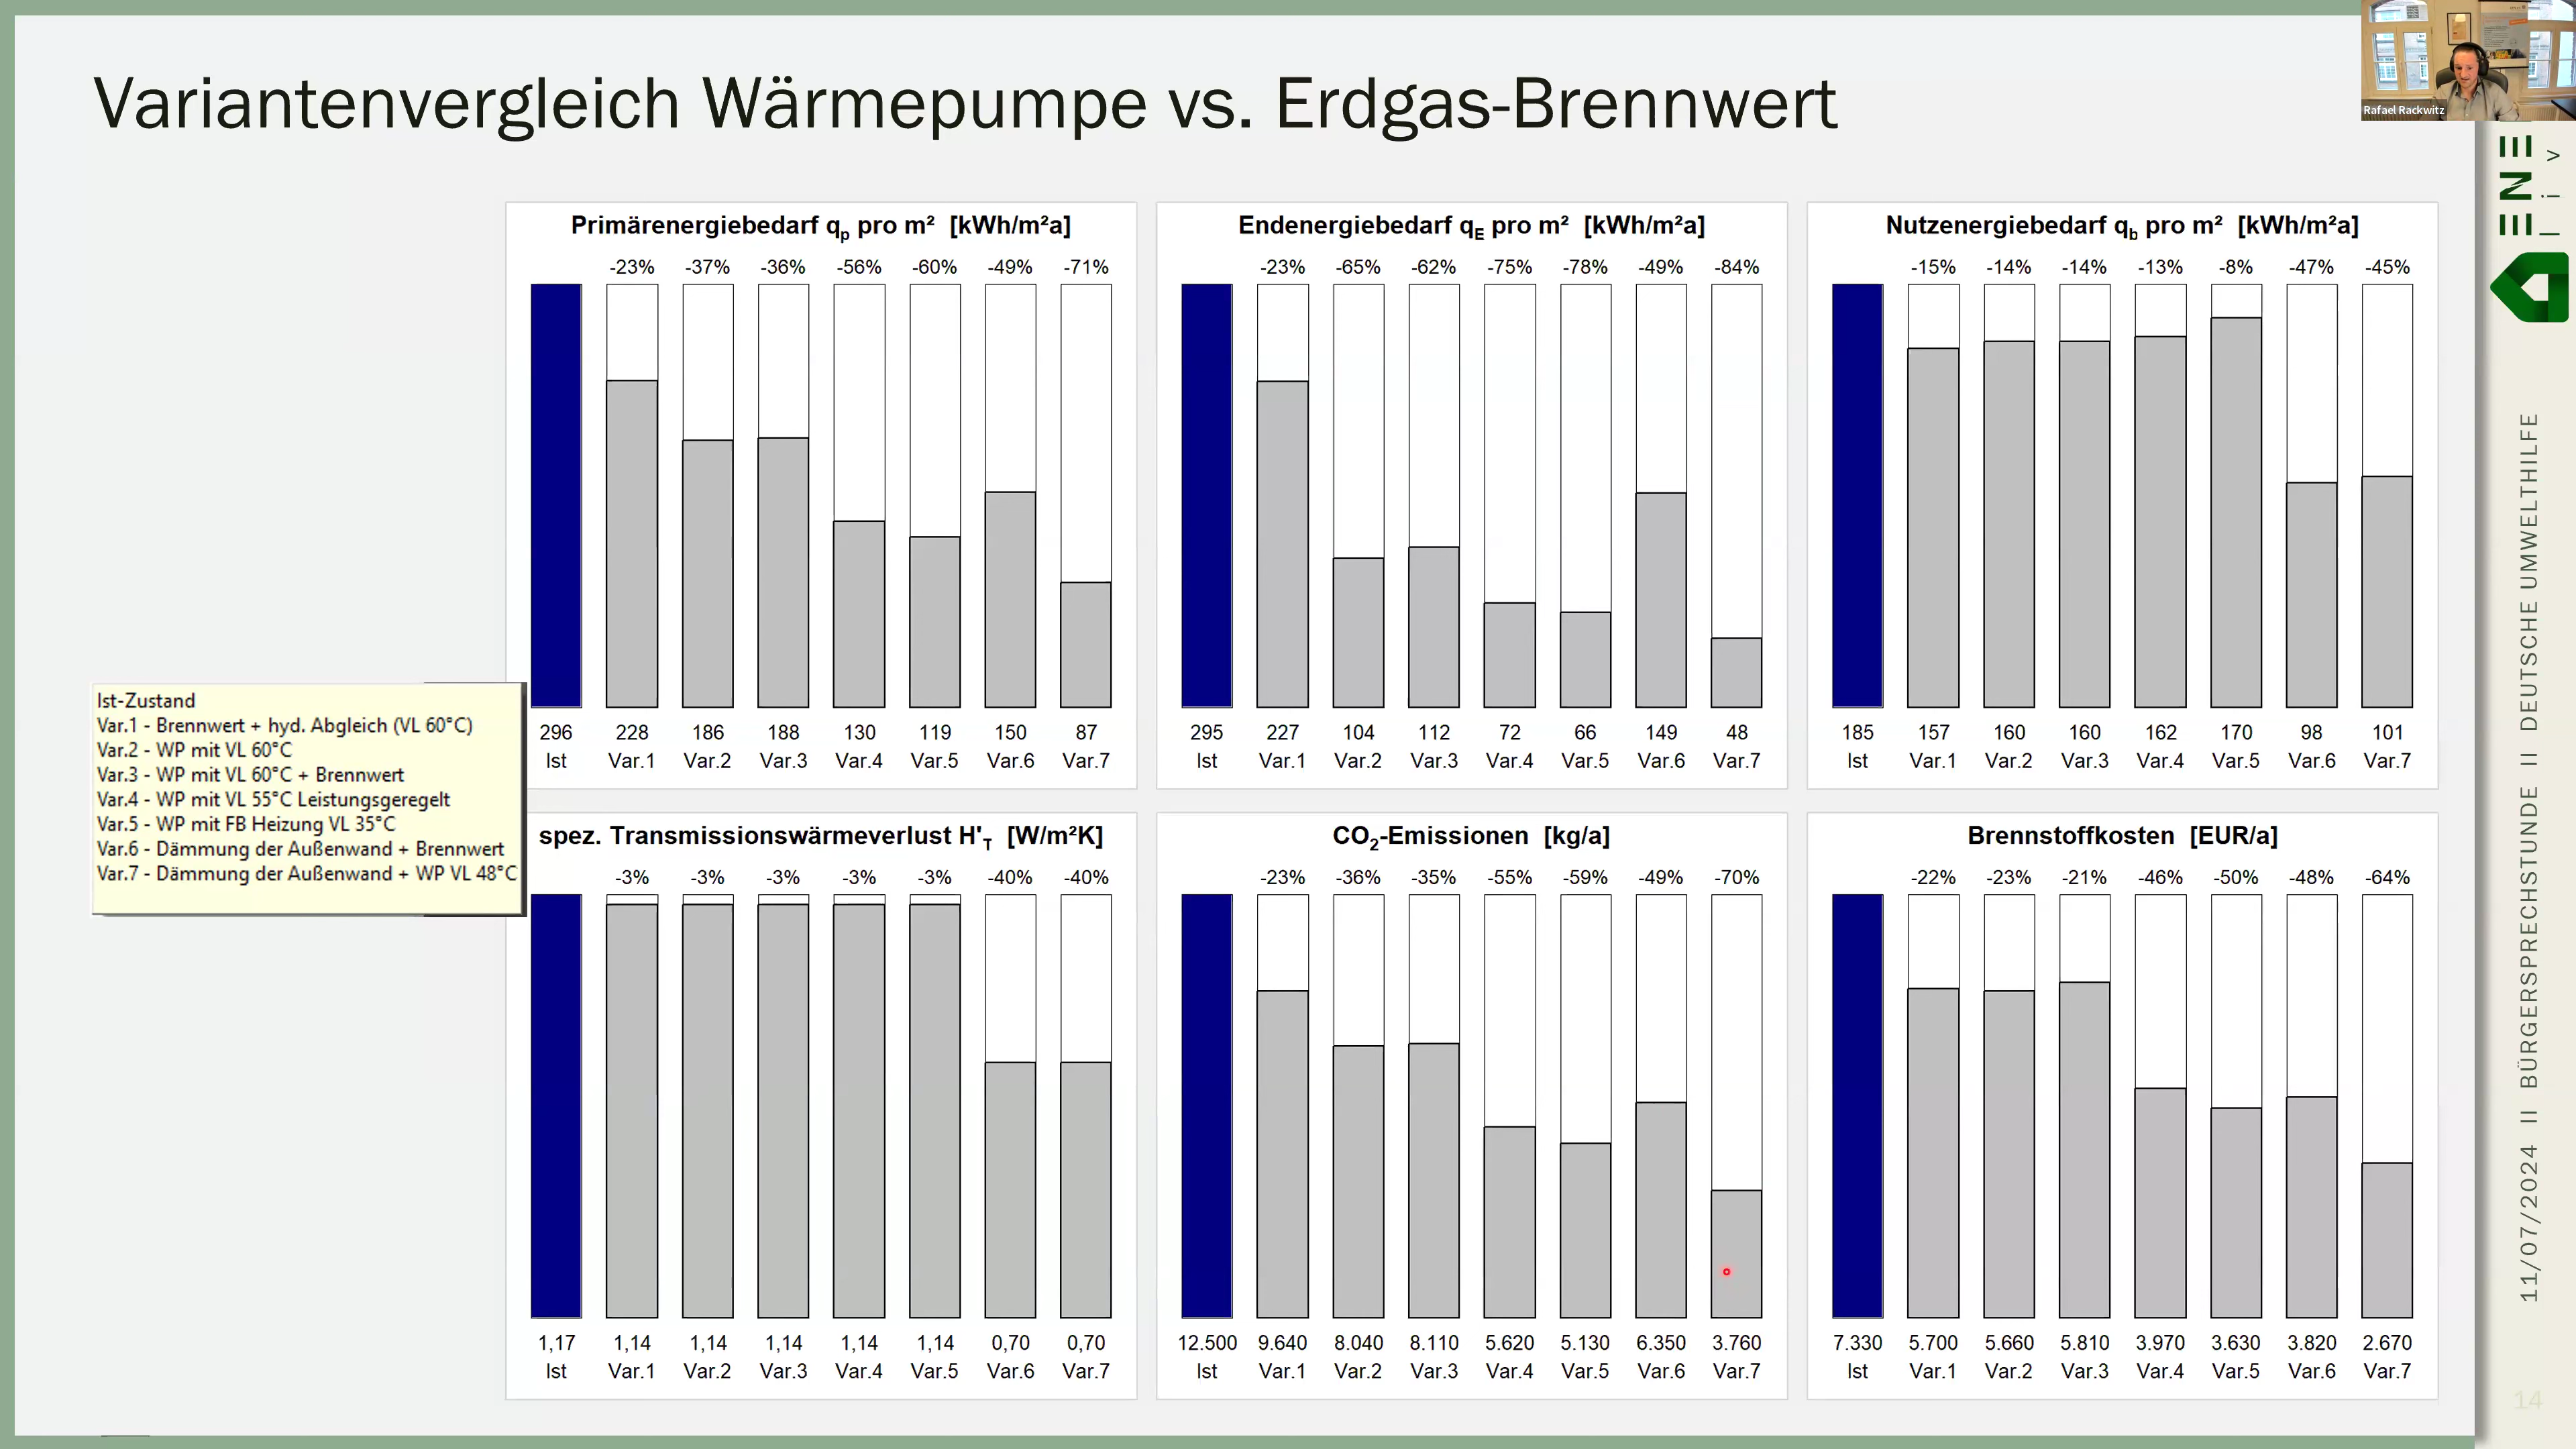 Variantenvergleich Wärmepumpe vs. Erdgas-Brennwert
Rafael Rackwitz
Primärenergiebedarf qp pro m² [kWh/m²a]
-23% -37% -36% -56% -60% -49% -71%
296 228 186 188 130 119 150 87
Ist Var.1 Var.2 Var.3 Var.4 Var.5 Var.6 Var.7
Endenergiebedarf qE pro m² [kWh/m²a]
-23% -65% -62% -75% -78% -49% -84%
295 227 104 112 72 66 149 48
Ist Var.1 Var.2 Var.3 Var.4 Var.5 Var.6 Var.7
Nutzenergiebedarf qb pro m² [kWh/m²a]
-15% -14% -14% -13% -8% -47% -45%
185 157 160 160 162 170 98 101
Ist Var.1 Var.2 Var.3 Var.4 Var.5 Var.6 Var.7
Ist-Zustand
Var.1 - Brennwert + hyd. Abgleich (VL 60°C)
Var.2 - WP mit VL 60°C
Var.3 - WP mit VL 60°C + Brennwert
Var.4 - WP mit VL 55°C Leistungsgeregelt
Var.5 - WP mit FB Heizung VL 35°C
Var.6 - Dämmung der Außenwand + Brennwert
Var.7 - Dämmung der Außenwand + WP VL 48°C
spez. Transmissionswärmeverlust H'T [W/m²K]
-3% -3% -3% -3% -3% -40% -40%
1,17 1,14 1,14 1,14 1,14 1,14 0,70 0,70
Ist Var.1 Var.2 Var.3 Var.4 Var.5 Var.6 Var.7
CO2-Emissionen [kg/a]
-23% -36% -35% -55% -59% -49% -70%
12.500 9.640 8.040 8.110 5.620 5.130 6.350 3.760
Ist Var.1 Var.2 Var.3 Var.4 Var.5 Var.6 Var.7
Brennstoffkosten [EUR/a]
-22% -23% -21% -46% -50% -48% -64%
7.330 5.700 5.660 5.810 3.970 3.630 3.820 2.670
Ist Var.1 Var.2 Var.3 Var.4 Var.5 Var.6 Var.7
11/07/2024 II BÜRGERSPRECHSTUNDE II DEUTSCHE UMWELTHILFE
14